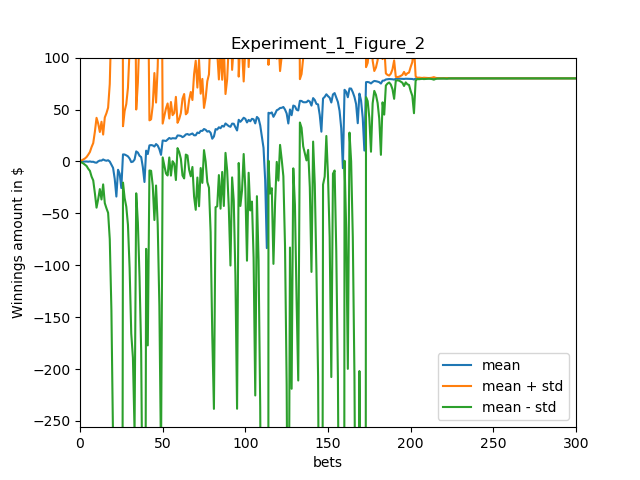 Experiment_1_Figure_2
Winnings amount in $
100
50
0
−50
−100
−150
−200
−250
0 50 100 150 200 250 300
bets
mean
mean + std
mean - std